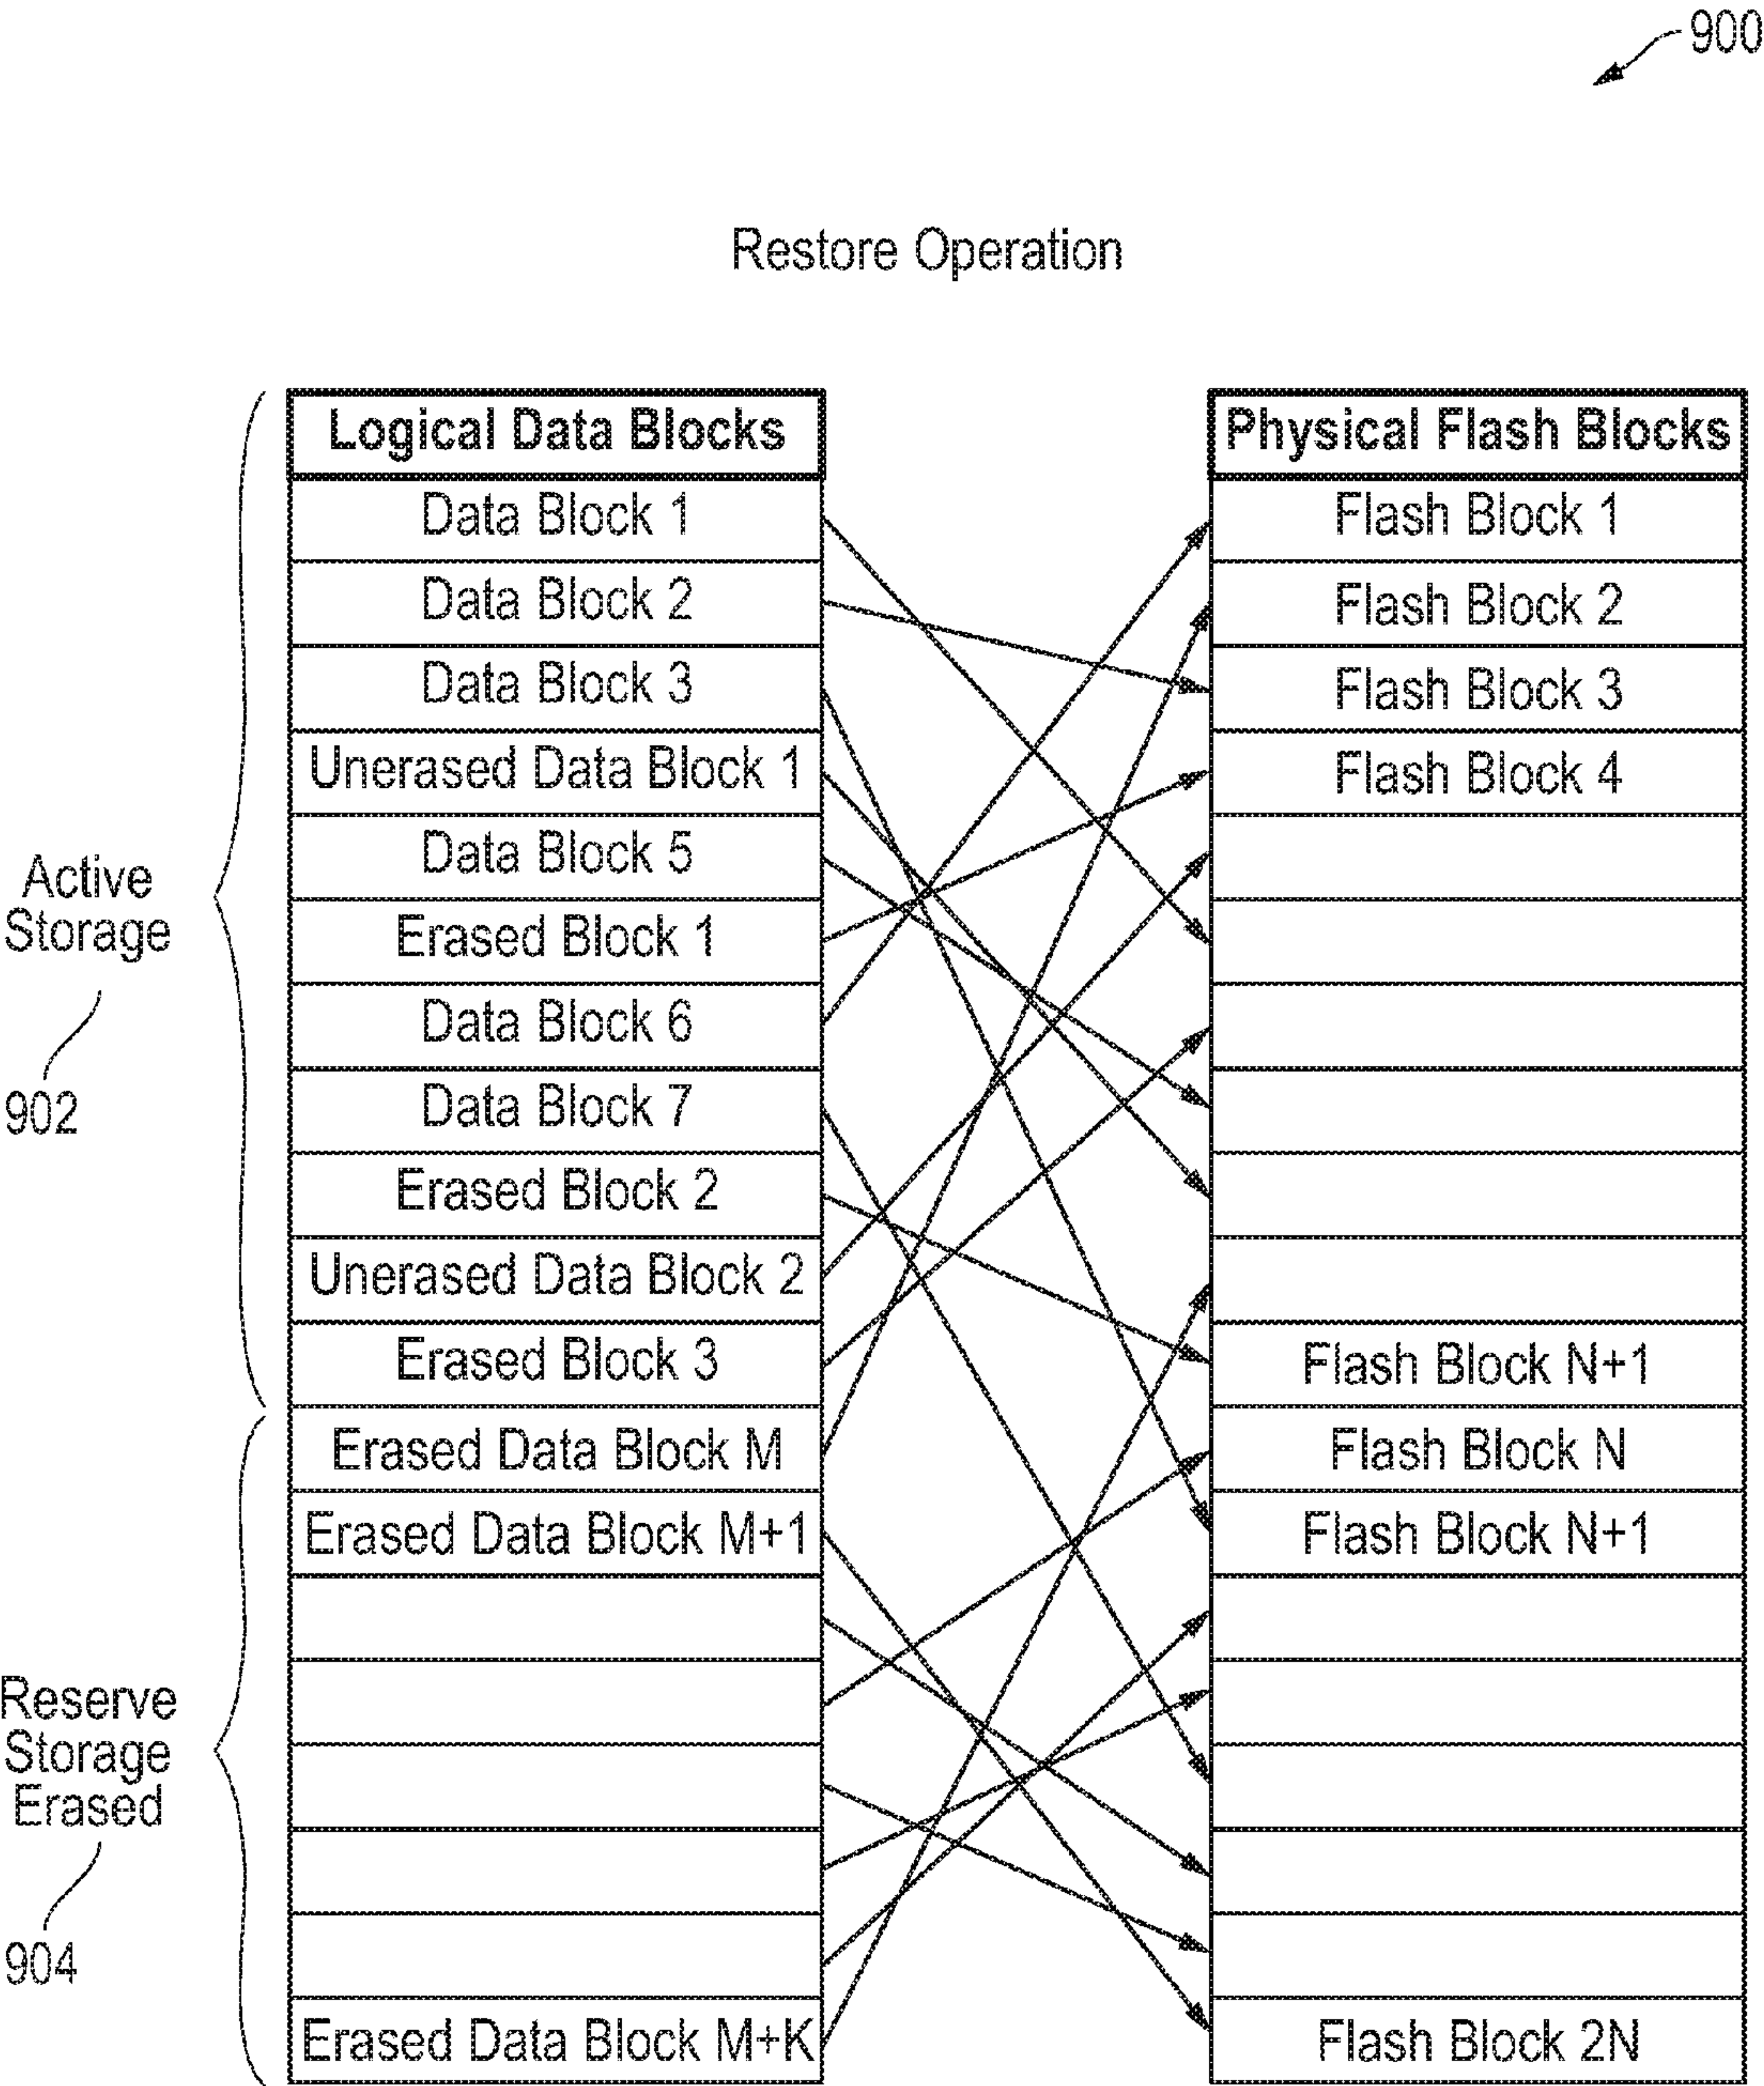 900
Restore Operation
Logical Data Blocks
Data Block 1
Data Block 2
Data Block 3
Unerased Data Block 1
Data Block 5
Erased Block 1
Data Block 6
Data Block 7
Erased Block 2
Unerased Data Block 2
Erased Block 3
Erased Data Block M
Erased Data Block M+1
Erased Data Block M+K
Physical Flash Blocks
Flash Block 1
Flash Block 2
Flash Block 3
Flash Block 4
Flash Block N+1
Flash Block N
Flash Block N+1
Flash Block 2N
Active
Storage
902
Reserve
Storage
Erased
904